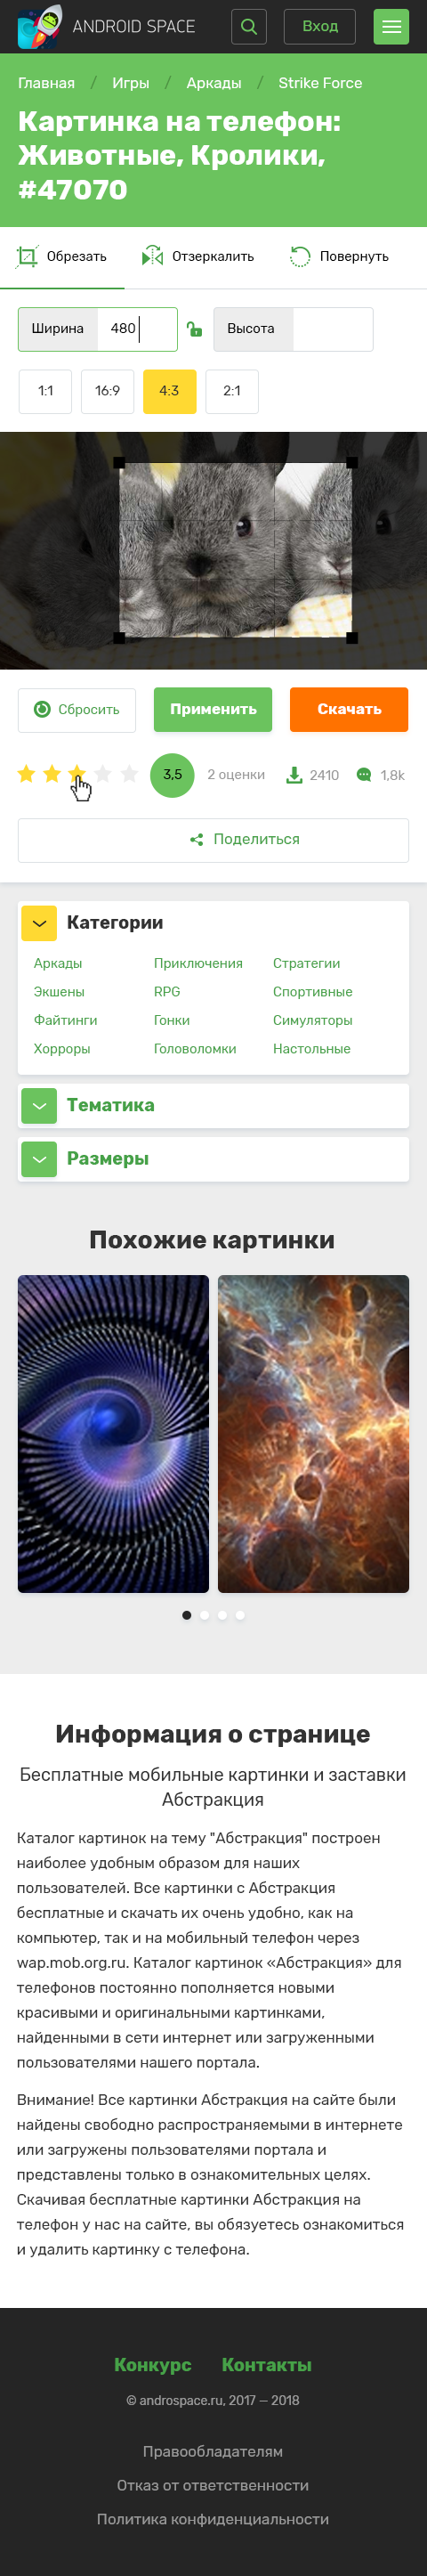 ANDROID SPACE
Вход
Главная / Игры / Аркады / Strike Force
Картинка на телефон:
Животные, Кролики,
#47070
Обрезать Отзеркалить Повернуть
Ширина 480 Высота
1:1 16:9 4:3 2:1
Сбросить Применить Скачать
3,5 2 оценки 2410 1,8k
Поделиться
Категории
Аркады Приключения Стратегии
Экшены RPG Спортивные
Файтинги Гонки Симуляторы
Хорроры Головоломки Настольные
Тематика
Размеры
Похожие картинки
Информация о странице
Бесплатные мобильные картинки и заставки
Абстракция
Каталог картинок на тему "Абстракция" построен
наиболее удобным образом для наших
пользователей. Все картинки с Абстракция
бесплатные и скачать их очень удобно, как на
компьютер, так и на мобильный телефон через
wap.mob.org.ru. Каталог картинок «Абстракция» для
телефонов постоянно пополняется новыми
красивыми и оригинальными картинками,
найденными в сети интернет или загруженными
пользователями нашего портала.
Внимание! Все картинки Абстракция на сайте были
найдены свободно распространяемыми в интернете
или загружены пользователями портала и
представлены только в ознакомительных целях.
Скачивая бесплатные картинки Абстракция на
телефон у нас на сайте, вы обязуетесь ознакомиться
и удалить картинку с телефона.
Конкурс Контакты
© androspace.ru, 2017 — 2018
Правообладателям
Отказ от ответственности
Политика конфиденциальности